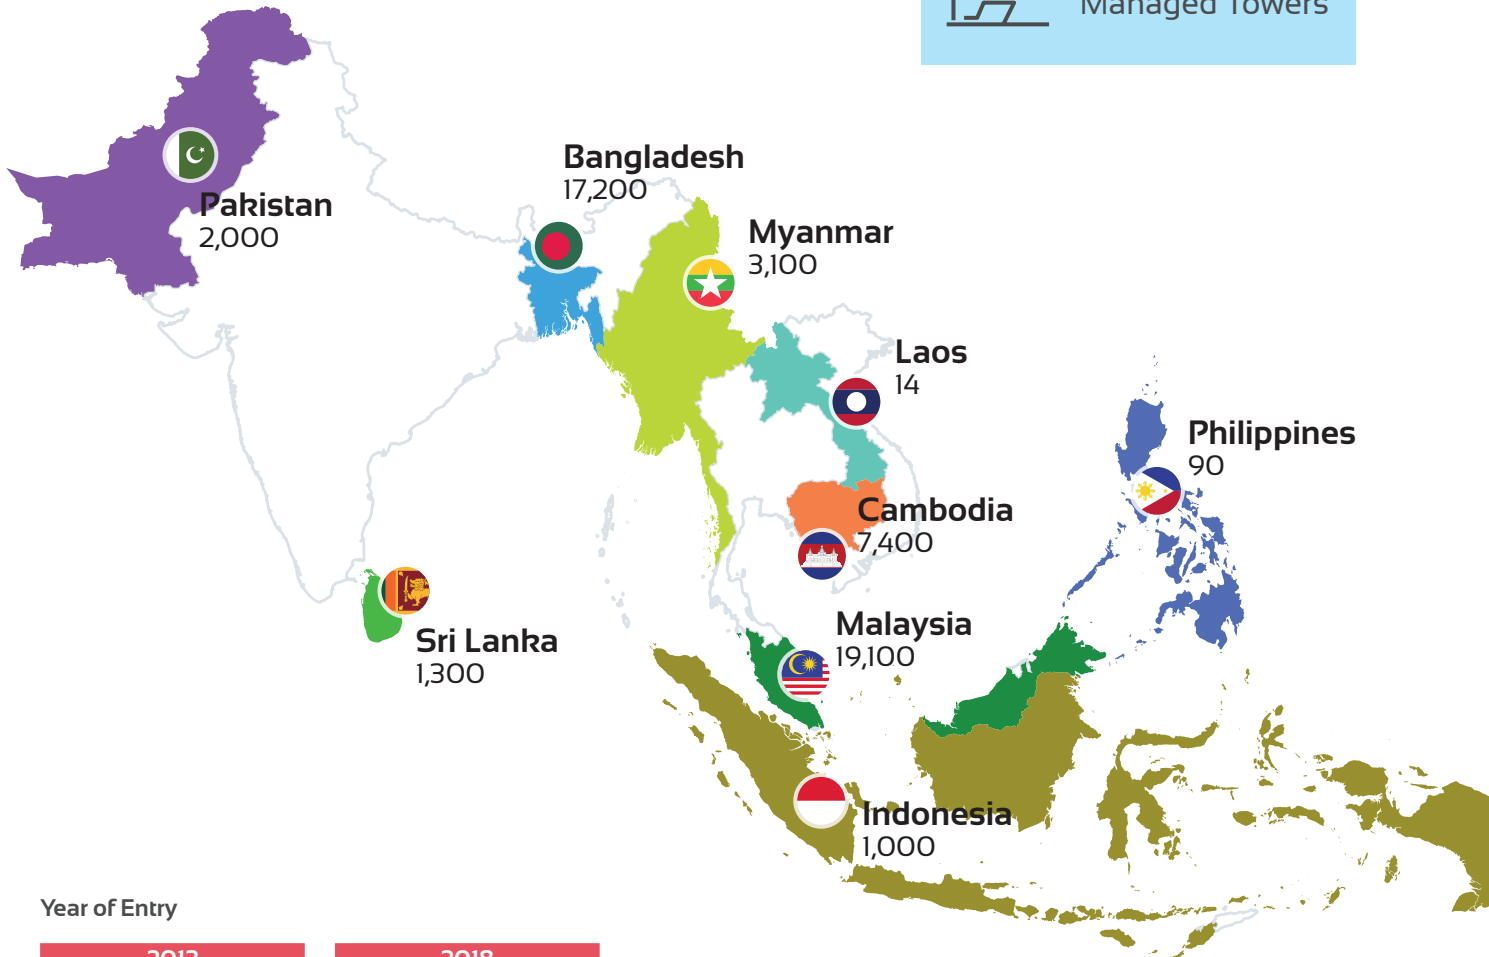 Managed Towers
Bangladesh
17,200
Pakistan
2,000
Myanmar
3,100
Laos
14
Philippines
90
Cambodia
7,400
Sri Lanka
1,300
Malaysia
19,100
Indonesia
1,000
Year of Entry
2018